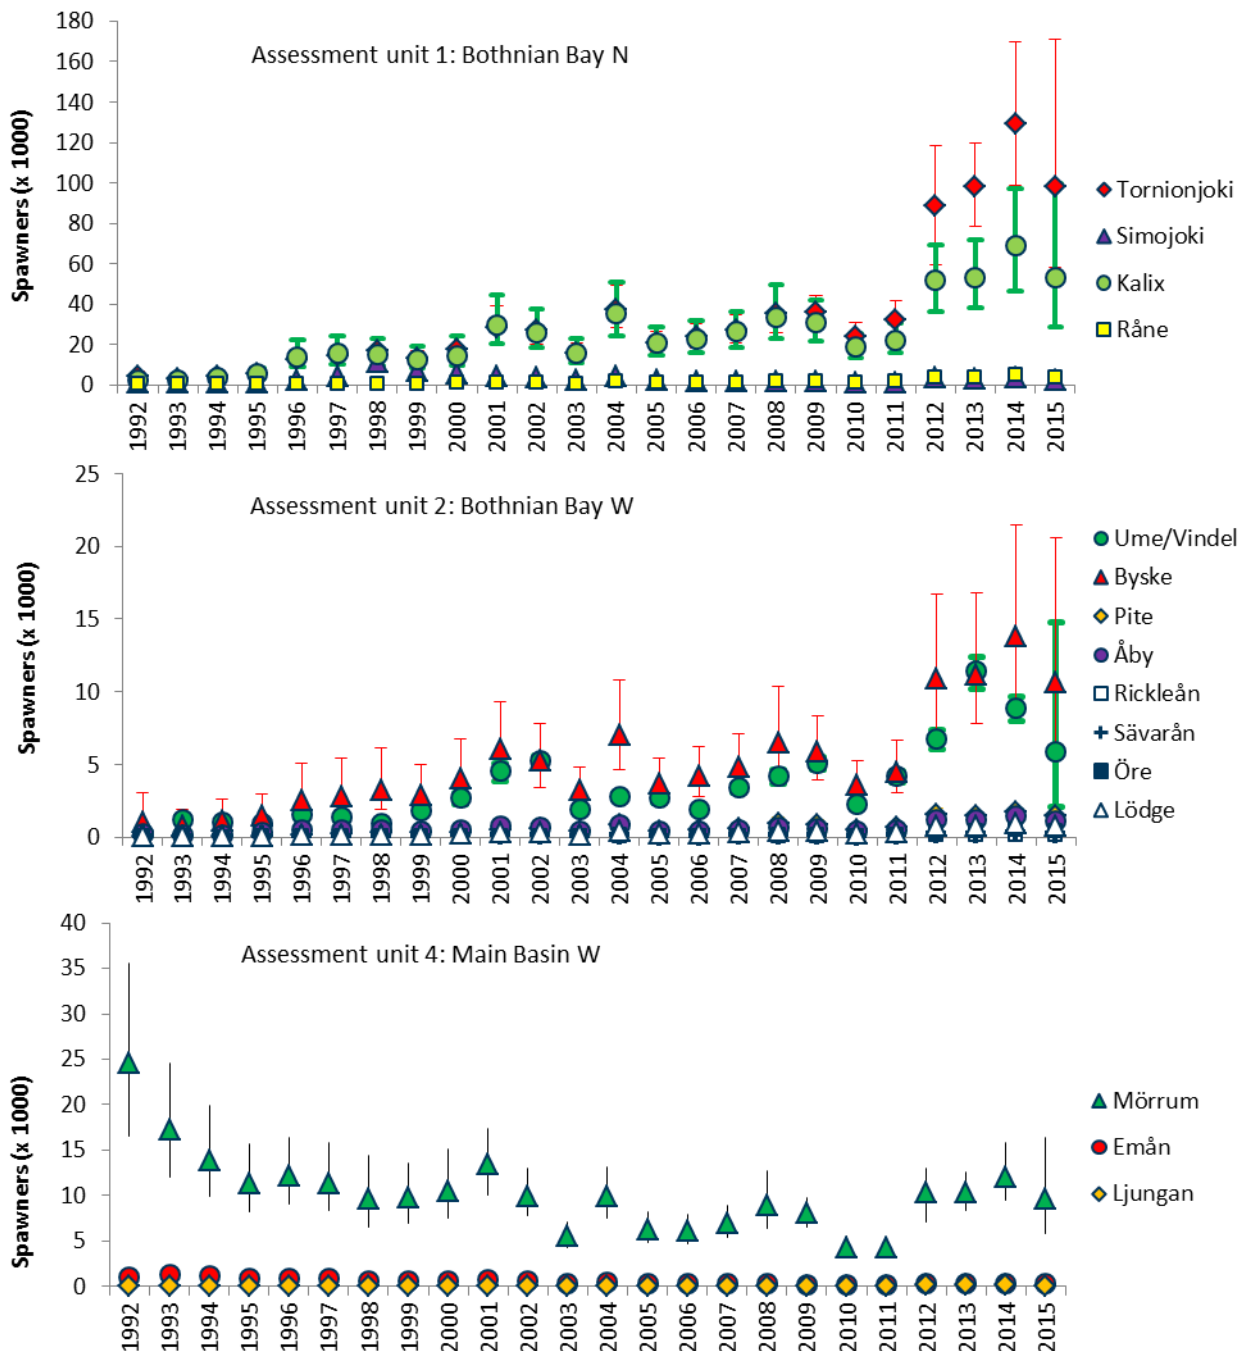 Assessment unit 1: Bothnian Bay N
Spawners (x 1000)
180
160
140
120
100
80
60
40
20
0
1992 1993 1994 1995 1996 1997 1998 1999 2000 2001 2002 2003 2004 2005 2006 2007 2008 2009 2010 2011 2012 2013 2014 2015
Tornionjoki
Simojoki
Kalix
Råne
Assessment unit 2: Bothnian Bay W
Spawners (x 1000)
25
20
15
10
5
0
1992 1993 1994 1995 1996 1997 1998 1999 2000 2001 2002 2003 2004 2005 2006 2007 2008 2009 2010 2011 2012 2013 2014 2015
Ume/Vindel
Byske
Pite
Åby
Rickleån
Sävarån
Öre
Lödge
Assessment unit 4: Main Basin W
Spawners (x 1000)
40
35
30
25
20
15
10
5
0
1992 1993 1994 1995 1996 1997 1998 1999 2000 2001 2002 2003 2004 2005 2006 2007 2008 2009 2010 2011 2012 2013 2014 2015
Mörrum
Emån
Ljungan